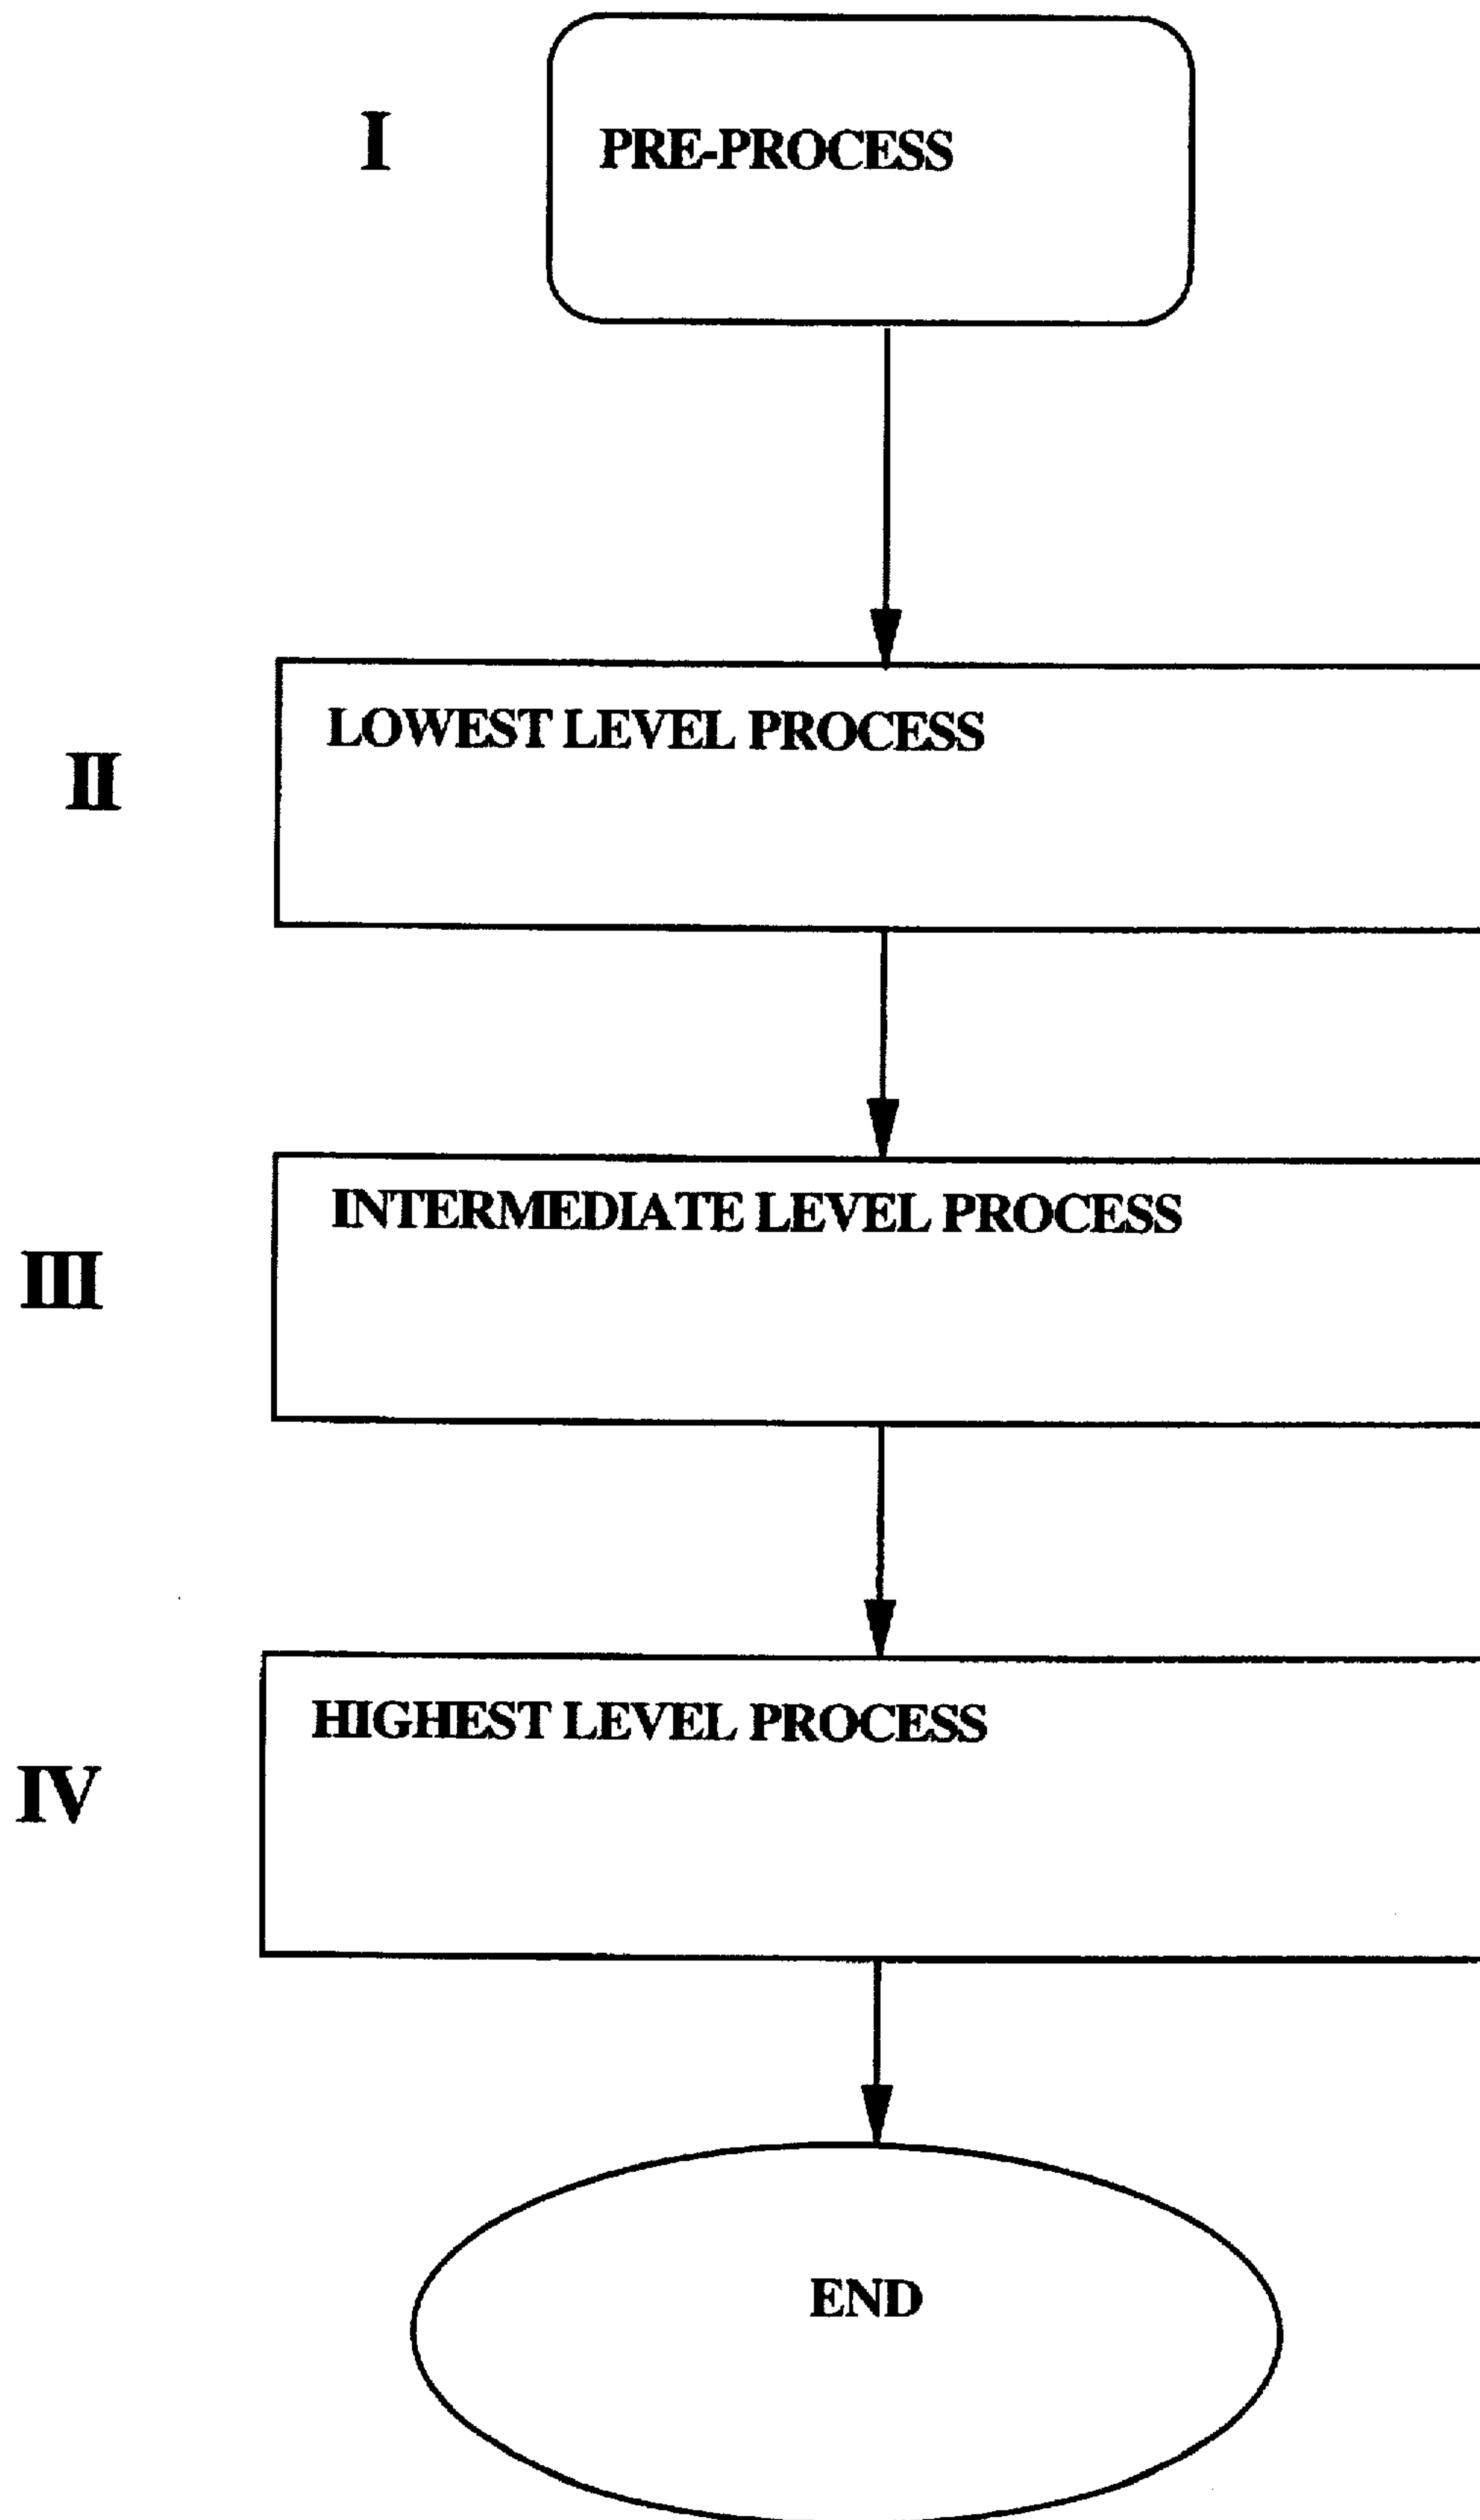 I
PRE-PROCESS
LOWEST LEVEL PROCESS
II
INTERMEDIATE LEVEL PROCESS
III
HIGHEST LEVEL PROCESS
IV
END